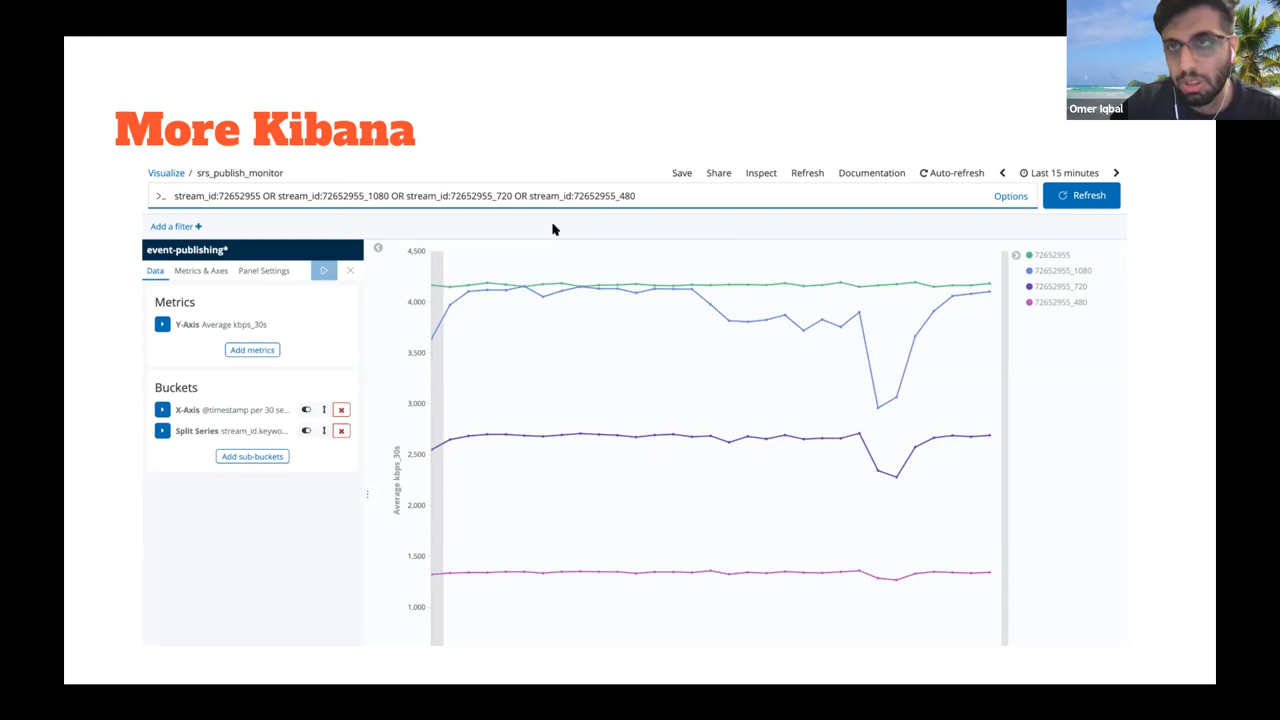 Omer Iqbal
More Kibana
Visualize / srs_publish_monitor
Save Share Inspect Refresh Documentation Auto-refresh Last 15 minutes
>_ stream_id:72652955 OR stream_id:72652955_1080 OR stream_id:72652955_720 OR stream_id:72652955_480
Options
Refresh
Add a filter +
event-publishing*
Data Metrics & Axes Panel Settings
Metrics
Y-Axis Average kbps_30s
Add metrics
Buckets
X-Axis @timestamp per 30 se...
Split Series stream_id.keywo...
Add sub-buckets
Average kbps_30s
4,500
4,000
3,500
3,000
2,500
2,000
1,500
1,000
72652955
72652955_1080
72652955_720
72652955_480